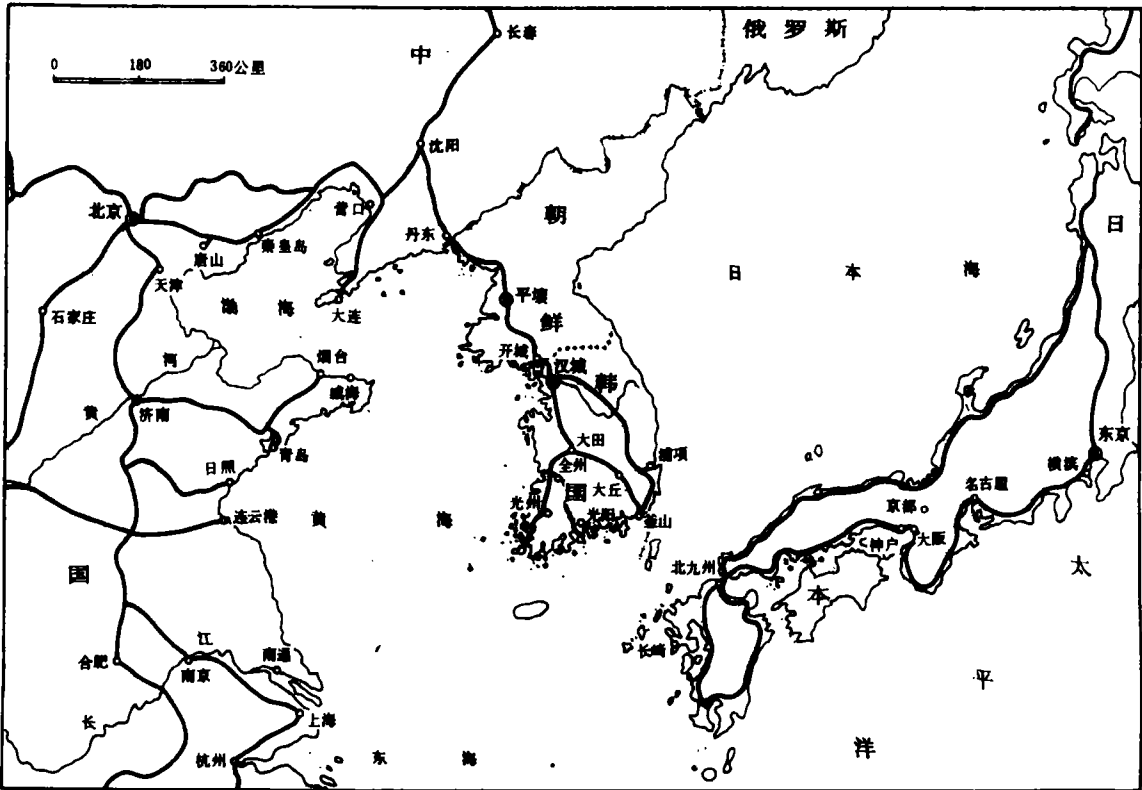 俄罗斯
中
长春
0 180 360公里
沈阳
北京
营口
丹东
朝
日
秦皇岛
唐山
天津
日本海
渤海
大连
平壤
石家庄
鲜
开城
汉城
烟台
河
韩
威海
黄
济南
东京
大田
浦项
青岛
全州
横滨
日照
大丘
国
名古屋
光州
京都
连云港
黄海
光阳
釜山
大阪
神户
国
北九州
太
本
江
长崎
合肥
南通
南京
平
长
上海
洋
杭州
东海